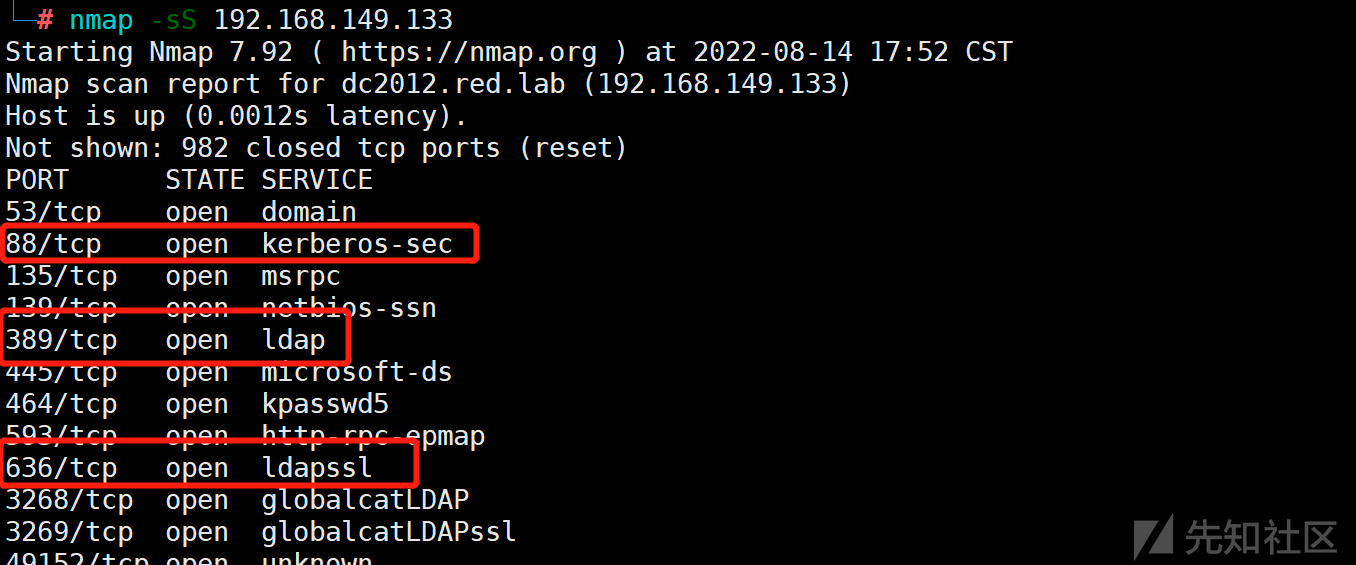 └─# nmap -sS 192.168.149.133
Starting Nmap 7.92 ( https://nmap.org ) at 2022-08-14 17:52 CST
Nmap scan report for dc2012.red.lab (192.168.149.133)
Host is up (0.0012s latency).
Not shown: 982 closed tcp ports (reset)
PORT      STATE SERVICE
53/tcp    open  domain
88/tcp    open  kerberos-sec
135/tcp   open  msrpc
139/tcp   open  netbios-ssn
389/tcp   open  ldap
445/tcp   open  microsoft-ds
464/tcp   open  kpasswd5
593/tcp   open  http-rpc-epmap
636/tcp   open  ldapssl
3268/tcp  open  globalcatLDAP
3269/tcp  open  globalcatLDAPssl
49152/tcp open  unknown
先知社区